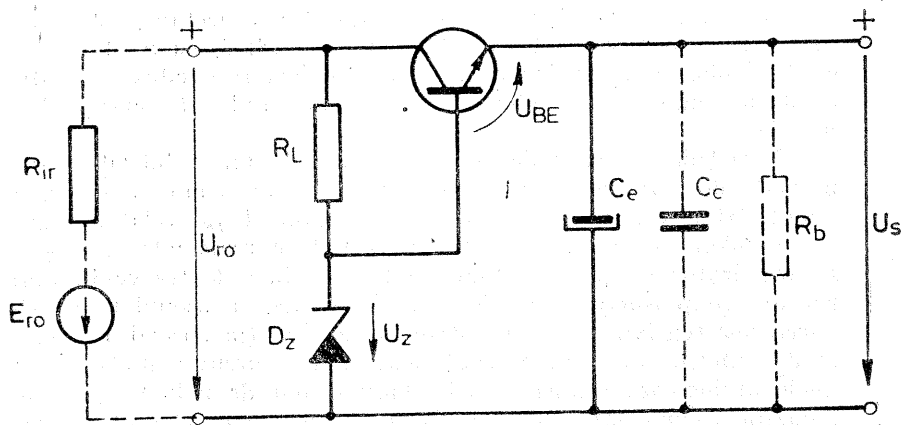 +
+
R_ir
R_L
U_BE
C_e
C_c
R_b
U_s
U_ro
E_ro
D_z
U_z